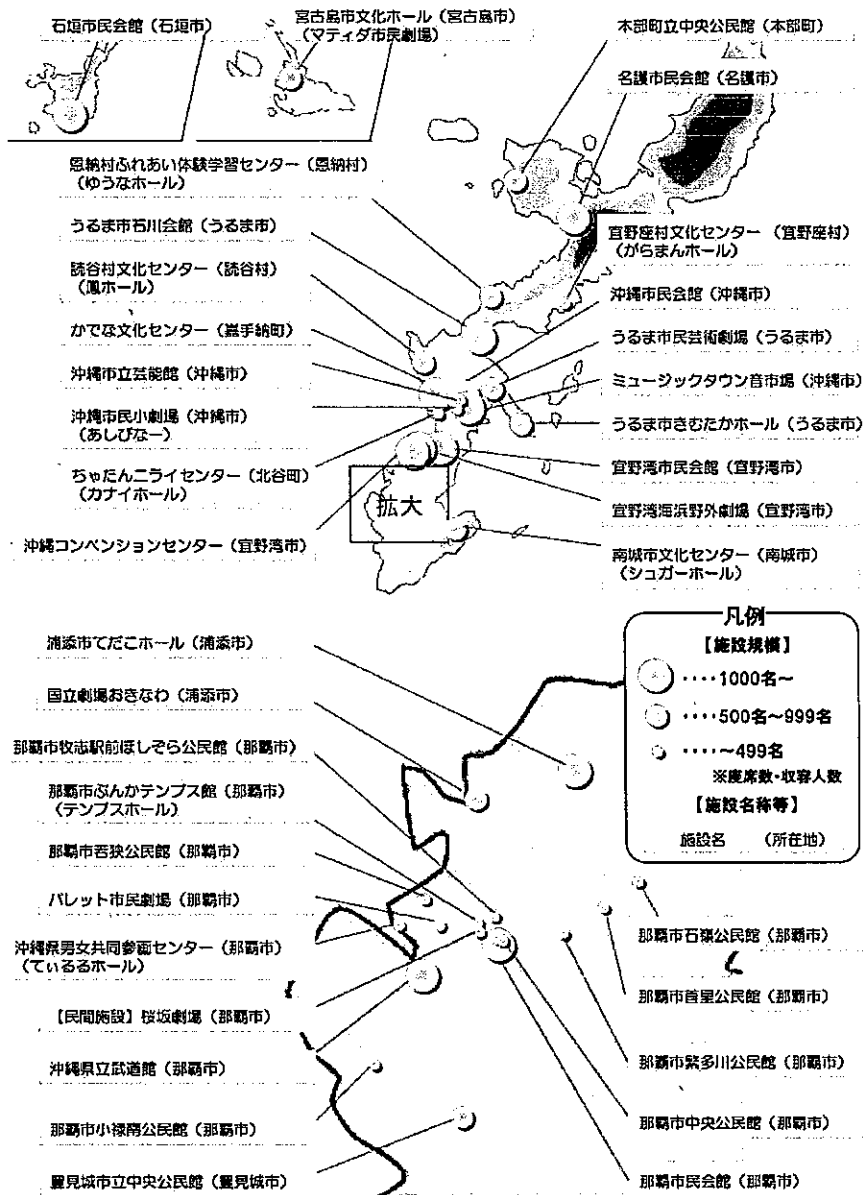 石垣市民会館（石垣市）
宮古島市文化ホール（宮古島市）
（マティダ市民劇場）
本部町立中央公民館（本部町）
名護市民会館（名護市）
恩納村ふれあい体験学習センター（恩納村）
（ゆうなホール）
うるま市石川会館（うるま市）
読谷村文化センター（読谷村）
（鳳ホール）
かでな文化センター（嘉手納町）
沖縄市立芸能館（沖縄市）
沖縄市民小劇場（沖縄市）
（あしびなー）
ちゃたんニライセンター（北谷町）
（カナイホール）
沖縄コンベンションセンター（宜野湾市）
宜野座村文化センター（宜野座村）
（がらまんホール）
沖縄市民会館（沖縄市）
うるま市民芸術劇場（うるま市）
ミュージックタウン音市場（沖縄市）
うるま市きむたかホール（うるま市）
宜野湾市民会館（宜野湾市）
宜野湾海浜野外劇場（宜野湾市）
南城市文化センター（南城市）
（シュガーホール）
拡大
浦添市てだこホール（浦添市）
国立劇場おきなわ（浦添市）
那覇市牧志駅前ほしぞら公民館（那覇市）
那覇市ぶんかテンブス館（那覇市）
（テンブスホール）
那覇市若狭公民館（那覇市）
パレット市民劇場（那覇市）
沖縄県男女共同参画センター（那覇市）
（てぃるるホール）
【民間施設】桜坂劇場（那覇市）
沖縄県立武道館（那覇市）
那覇市小禄南公民館（那覇市）
豊見城市立中央公民館（豊見城市）
凡例
【施設規模】
‥‥1000名～
‥‥500名～999名
‥‥～499名
※座席数・収容人数
【施設名称等】
施設名　（所在地）
那覇市石嶺公民館（那覇市）
那覇市首里公民館（那覇市）
那覇市繁多川公民館（那覇市）
那覇市中央公民館（那覇市）
那覇市民会館（那覇市）